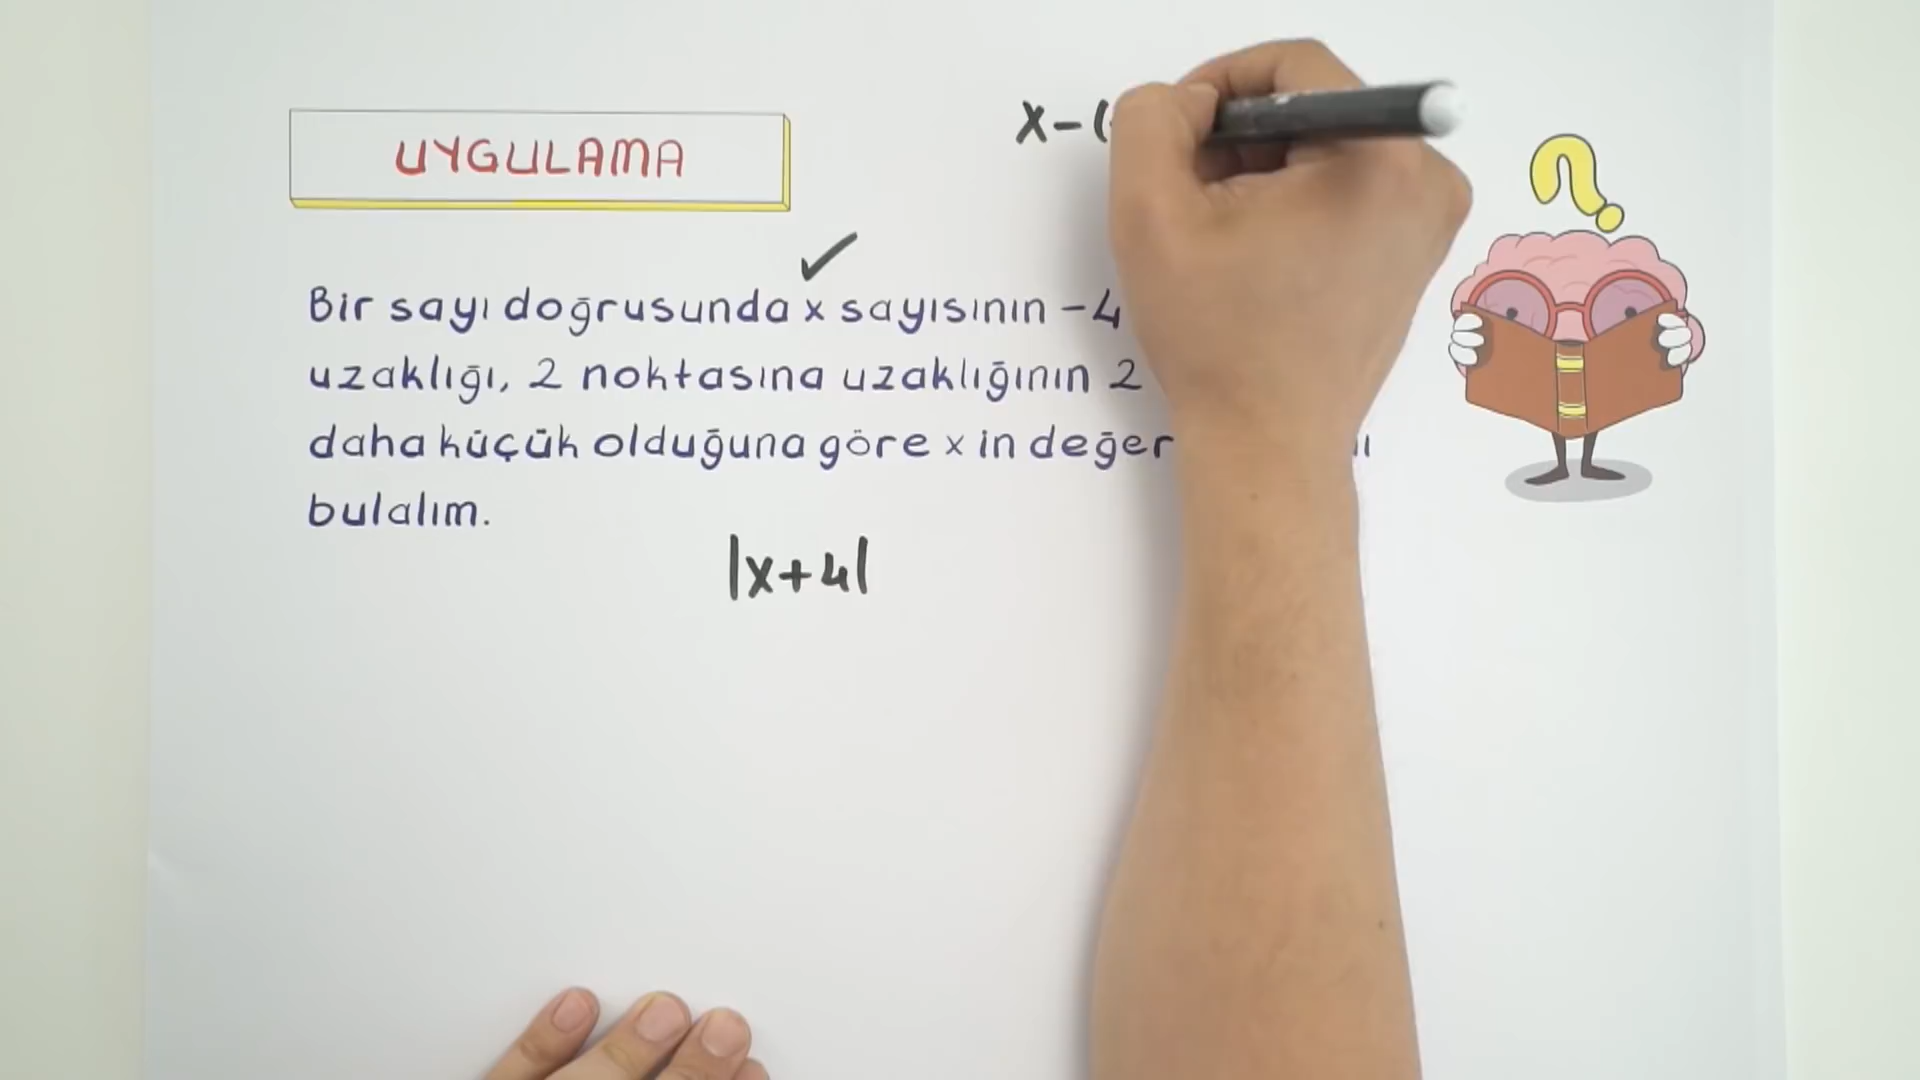 UYGULAMA
x-(
Bir sayı doğrusunda x sayısının -4
uzaklığı, 2 noktasına uzaklığının 2
daha küçük olduğuna göre x in değer
bulalım.
|x+4|